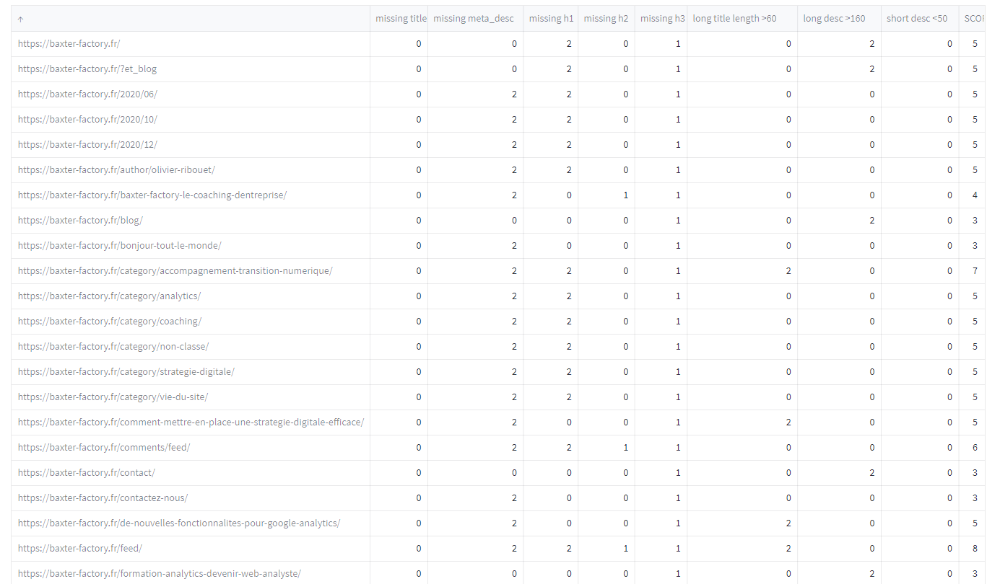 ↑ missing title missing meta_desc missing h1 missing h2 missing h3 long title length >60 long desc >160 short desc <50 SCOI
https://baxter-factory.fr/ 0 0 2 0 1 0 2 0 5
https://baxter-factory.fr/?et_blog 0 0 2 0 1 0 2 0 5
https://baxter-factory.fr/2020/06/ 0 2 2 0 1 0 0 0 5
https://baxter-factory.fr/2020/10/ 0 2 2 0 1 0 0 0 5
https://baxter-factory.fr/2020/12/ 0 2 2 0 1 0 0 0 5
https://baxter-factory.fr/author/olivier-ribouet/ 0 2 2 0 1 0 0 0 5
https://baxter-factory.fr/baxter-factory-le-coaching-dentreprise/ 0 2 0 1 1 0 0 0 4
https://baxter-factory.fr/blog/ 0 0 0 0 1 0 2 0 3
https://baxter-factory.fr/bonjour-tout-le-monde/ 0 2 0 0 1 0 0 0 3
https://baxter-factory.fr/category/accompagnement-transition-numerique/ 0 2 2 0 1 2 0 0 7
https://baxter-factory.fr/category/analytics/ 0 2 2 0 1 0 0 0 5
https://baxter-factory.fr/category/coaching/ 0 2 2 0 1 0 0 0 5
https://baxter-factory.fr/category/non-classe/ 0 2 2 0 1 0 0 0 5
https://baxter-factory.fr/category/strategie-digitale/ 0 2 2 0 1 0 0 0 5
https://baxter-factory.fr/category/vie-du-site/ 0 2 2 0 1 0 0 0 5
https://baxter-factory.fr/comment-mettre-en-place-une-strategie-digitale-efficace/ 0 2 0 0 1 2 0 0 5
https://baxter-factory.fr/comments/feed/ 0 2 2 1 1 0 0 0 6
https://baxter-factory.fr/contact/ 0 0 0 0 1 0 2 0 3
https://baxter-factory.fr/contactez-nous/ 0 2 0 0 1 0 0 0 3
https://baxter-factory.fr/de-nouvelles-fonctionnalites-pour-google-analytics/ 0 2 0 0 1 2 0 0 5
https://baxter-factory.fr/feed/ 0 2 2 1 1 2 0 0 8
https://baxter-factory.fr/formation-analytics-devenir-web-analyste/ 0 0 0 0 1 0 2 0 3